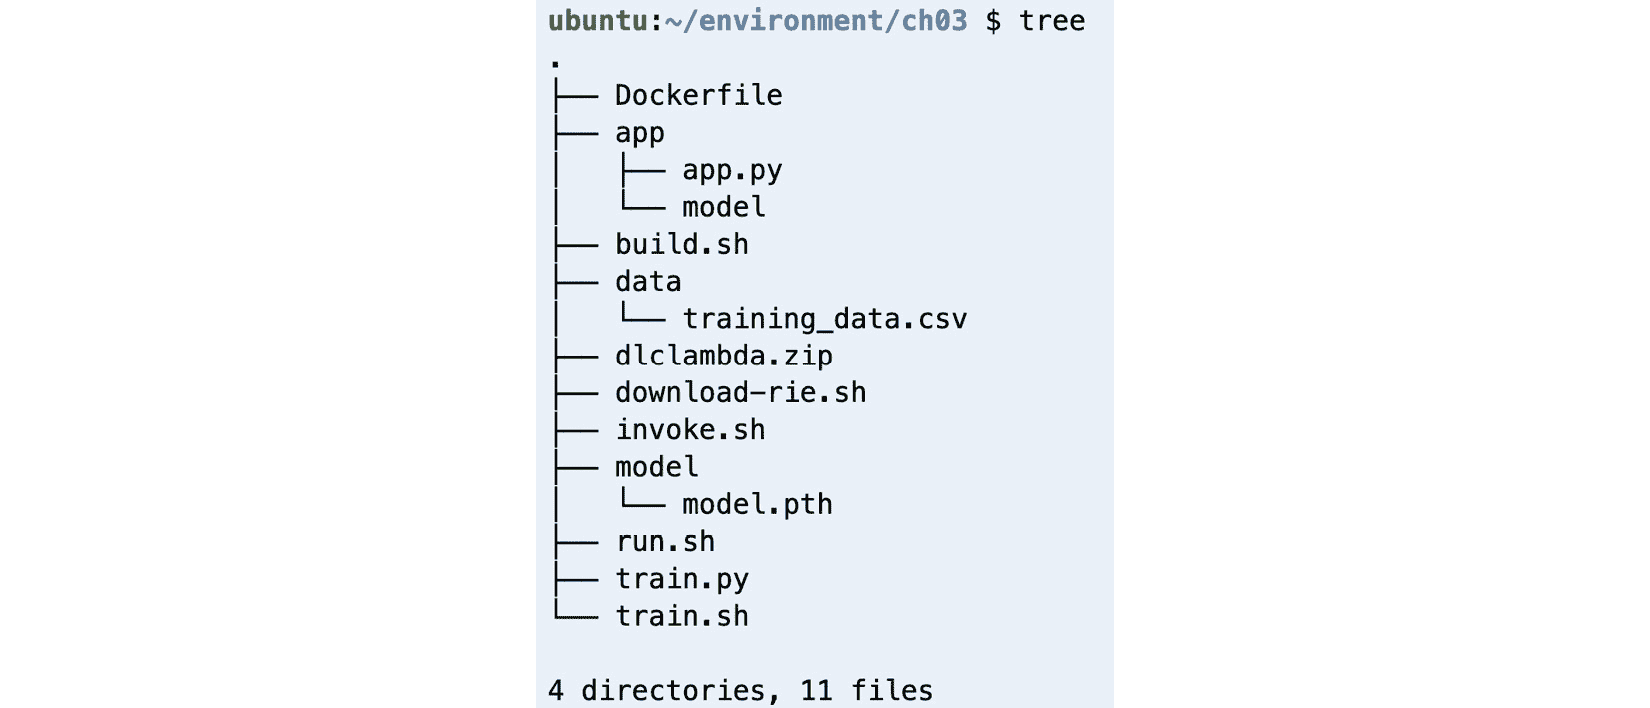 ubuntu:~/environment/ch03 $ tree
.
├── Dockerfile
├── app
│   ├── app.py
│   └── model
├── build.sh
├── data
│   └── training_data.csv
├── dlclambda.zip
├── download-rie.sh
├── invoke.sh
├── model
│   └── model.pth
├── run.sh
├── train.py
└── train.sh
4 directories, 11 files